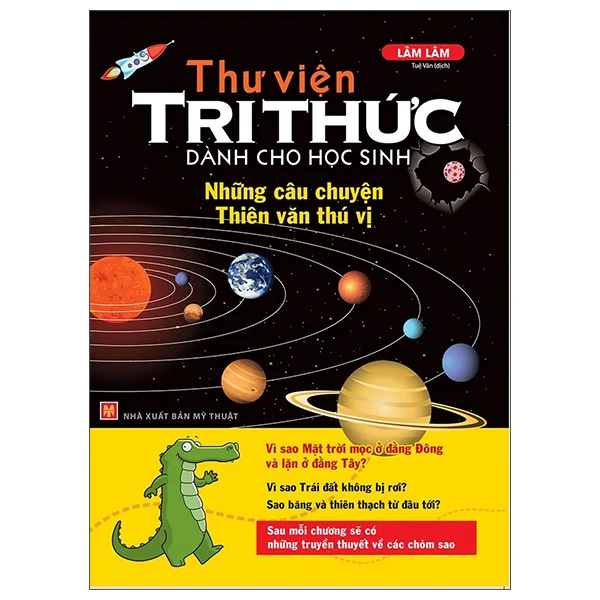 LÂM LÂM
Tuệ Văn (dịch)
Thư viện
TRI THỨC
DÀNH CHO HỌC SINH
Những câu chuyện
Thiên văn thú vị
NHÀ XUẤT BẢN MỸ THUẬT
Vì sao Mặt trời mọc ở đằng Đông
và lặn ở đằng Tây?
Vì sao Trái đất không bị rơi?
Sao băng và thiên thạch từ đâu tới?
Sau mỗi chương sẽ có
những truyền thuyết về các chòm sao